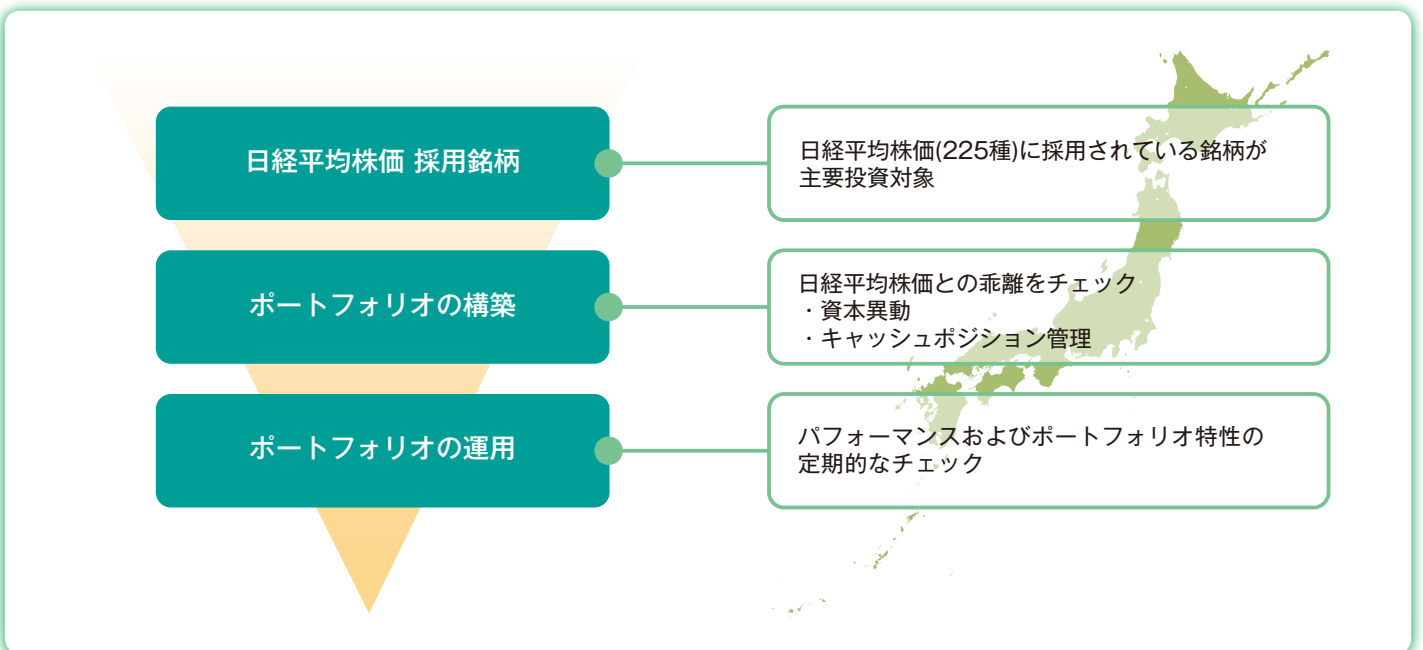 日経平均株価 採用銘柄
日経平均株価(225種)に採用されている銘柄が
主要投資対象
ポートフォリオの構築
日経平均株価との乖離をチェック
・資本異動
・キャッシュポジション管理
ポートフォリオの運用
パフォーマンスおよびポートフォリオ特性の
定期的なチェック